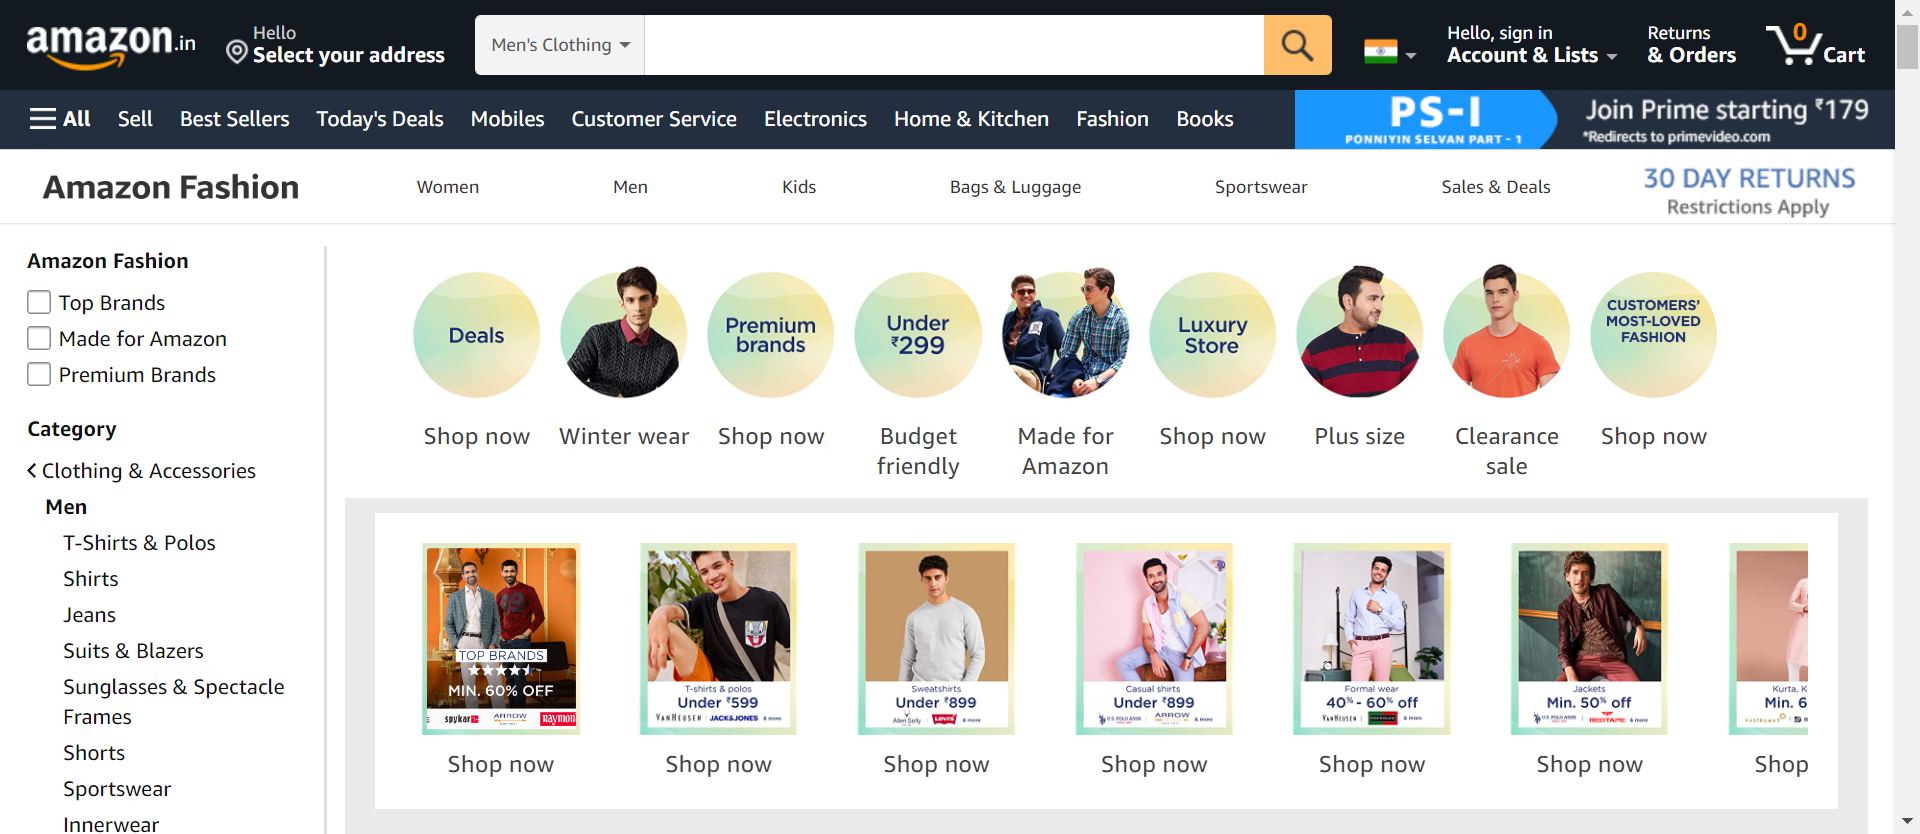 amazon.in
Hello
Select your address
Men's Clothing
Hello, sign in
Account & Lists
Returns
& Orders
0
Cart
All
Sell
Best Sellers
Today's Deals
Mobiles
Customer Service
Electronics
Home & Kitchen
Fashion
Books
PS-I
PONNIYIN SELVAN PART - 1
Join Prime starting ₹179
*Redirects to primevideo.com
Amazon Fashion
Women
Men
Kids
Bags & Luggage
Sportswear
Sales & Deals
30 DAY RETURNS
Restrictions Apply
Amazon Fashion
Top Brands
Made for Amazon
Premium Brands
Category
Clothing & Accessories
Men
T-Shirts & Polos
Shirts
Jeans
Suits & Blazers
Sunglasses & Spectacle
Frames
Shorts
Sportswear
Innerwear
Deals
Shop now
Winter wear
Premium
brands
Shop now
Under
₹299
Budget
friendly
Made for
Amazon
Luxury
Store
Shop now
Plus size
Clearance
sale
CUSTOMERS'
MOST-LOVED
FASHION
Shop now
TOP BRANDS
MIN. 60% OFF
spykar
ARROW
RAYMON
Shop now
T-shirts & polos
Under ₹599
VAN HEUSEN | JACK&JONES & more
Shop now
Sweatshirts
Under ₹899
Allen Solly Levi's & more
Shop now
Casual shirts
Under ₹899
U.S. POLO ASSN. ARROW & more
Shop now
Formal wear
40% - 60% off
VAN HEUSEN & more
Shop now
Jackets
Min. 50% off
U.S. POLO ASSN. REDTAPE & more
Shop now
Kurta, K
Min. 6
Shop